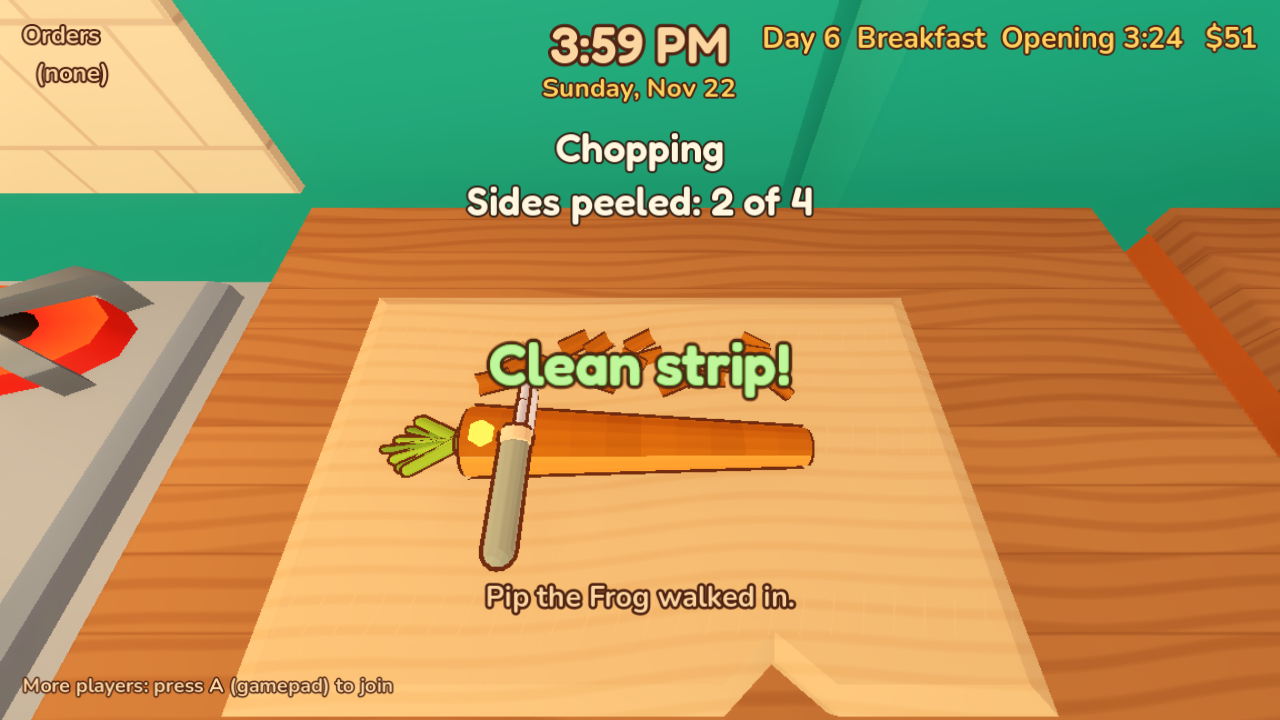 Orders
(none)
3:59 PM
Sunday, Nov 22
Day 6 Breakfast Opening 3:24 $51
Chopping
Sides peeled: 2 of 4
Clean strip!
Pip the Frog walked in.
More players: press A (gamepad) to join